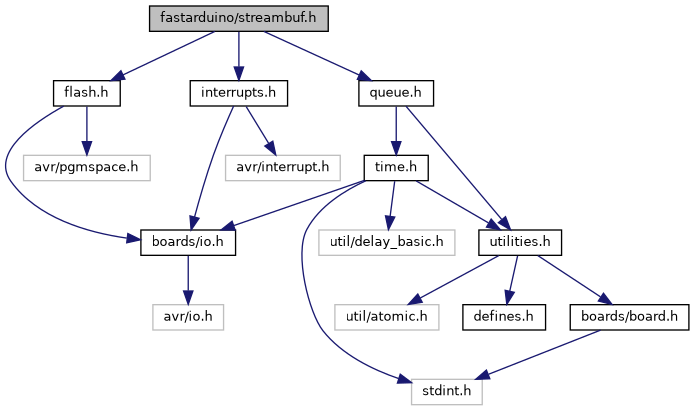 fastarduino/streambuf.h
flash.h
interrupts.h
queue.h
avr/pgmspace.h
avr/interrupt.h
time.h
boards/io.h
util/delay_basic.h
utilities.h
avr/io.h
util/atomic.h
defines.h
boards/board.h
stdint.h